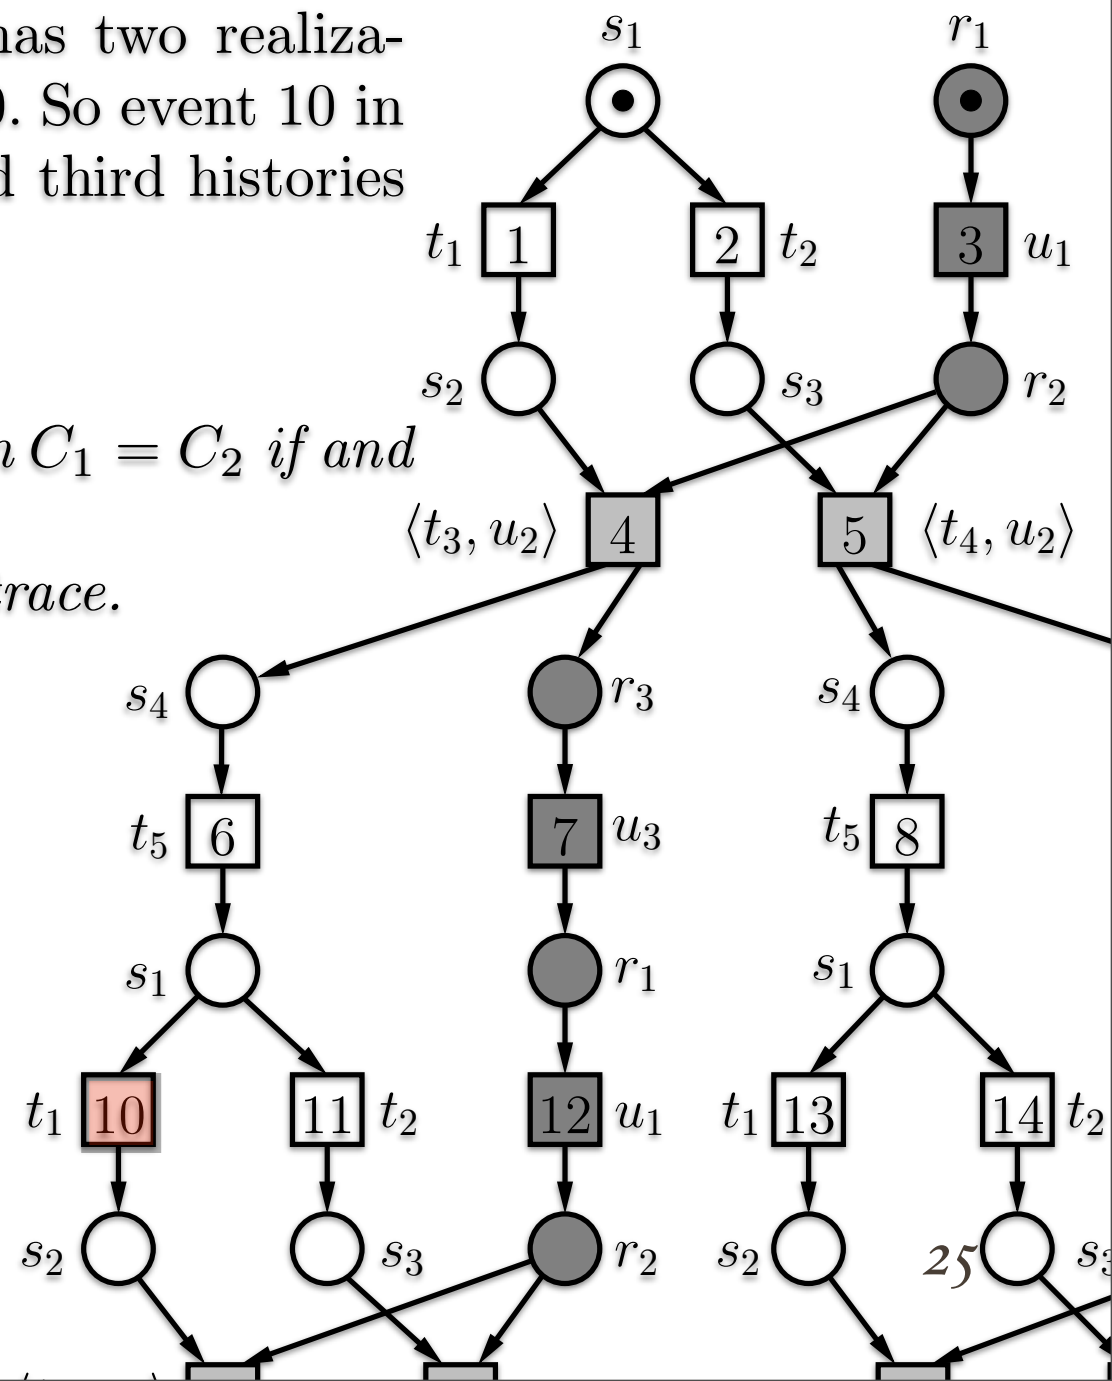 has two realiza-
. So event 10 in
third histories
C₁ = C₂ if and
trace.
s₁ r₁
t₁ 1 2 t₂ 3 u₁
s₂ s₃ r₂
⟨t₃, u₂⟩ 4 5 ⟨t₄, u₂⟩
s₄ r₃ s₄
t₅ 6 7 u₃ t₅ 8
s₁ r₁ s₁
t₁ 10 11 t₂ 12 u₁ t₁ 13 14 t₂
s₂ s₃ r₂ s₂ 25 s₃